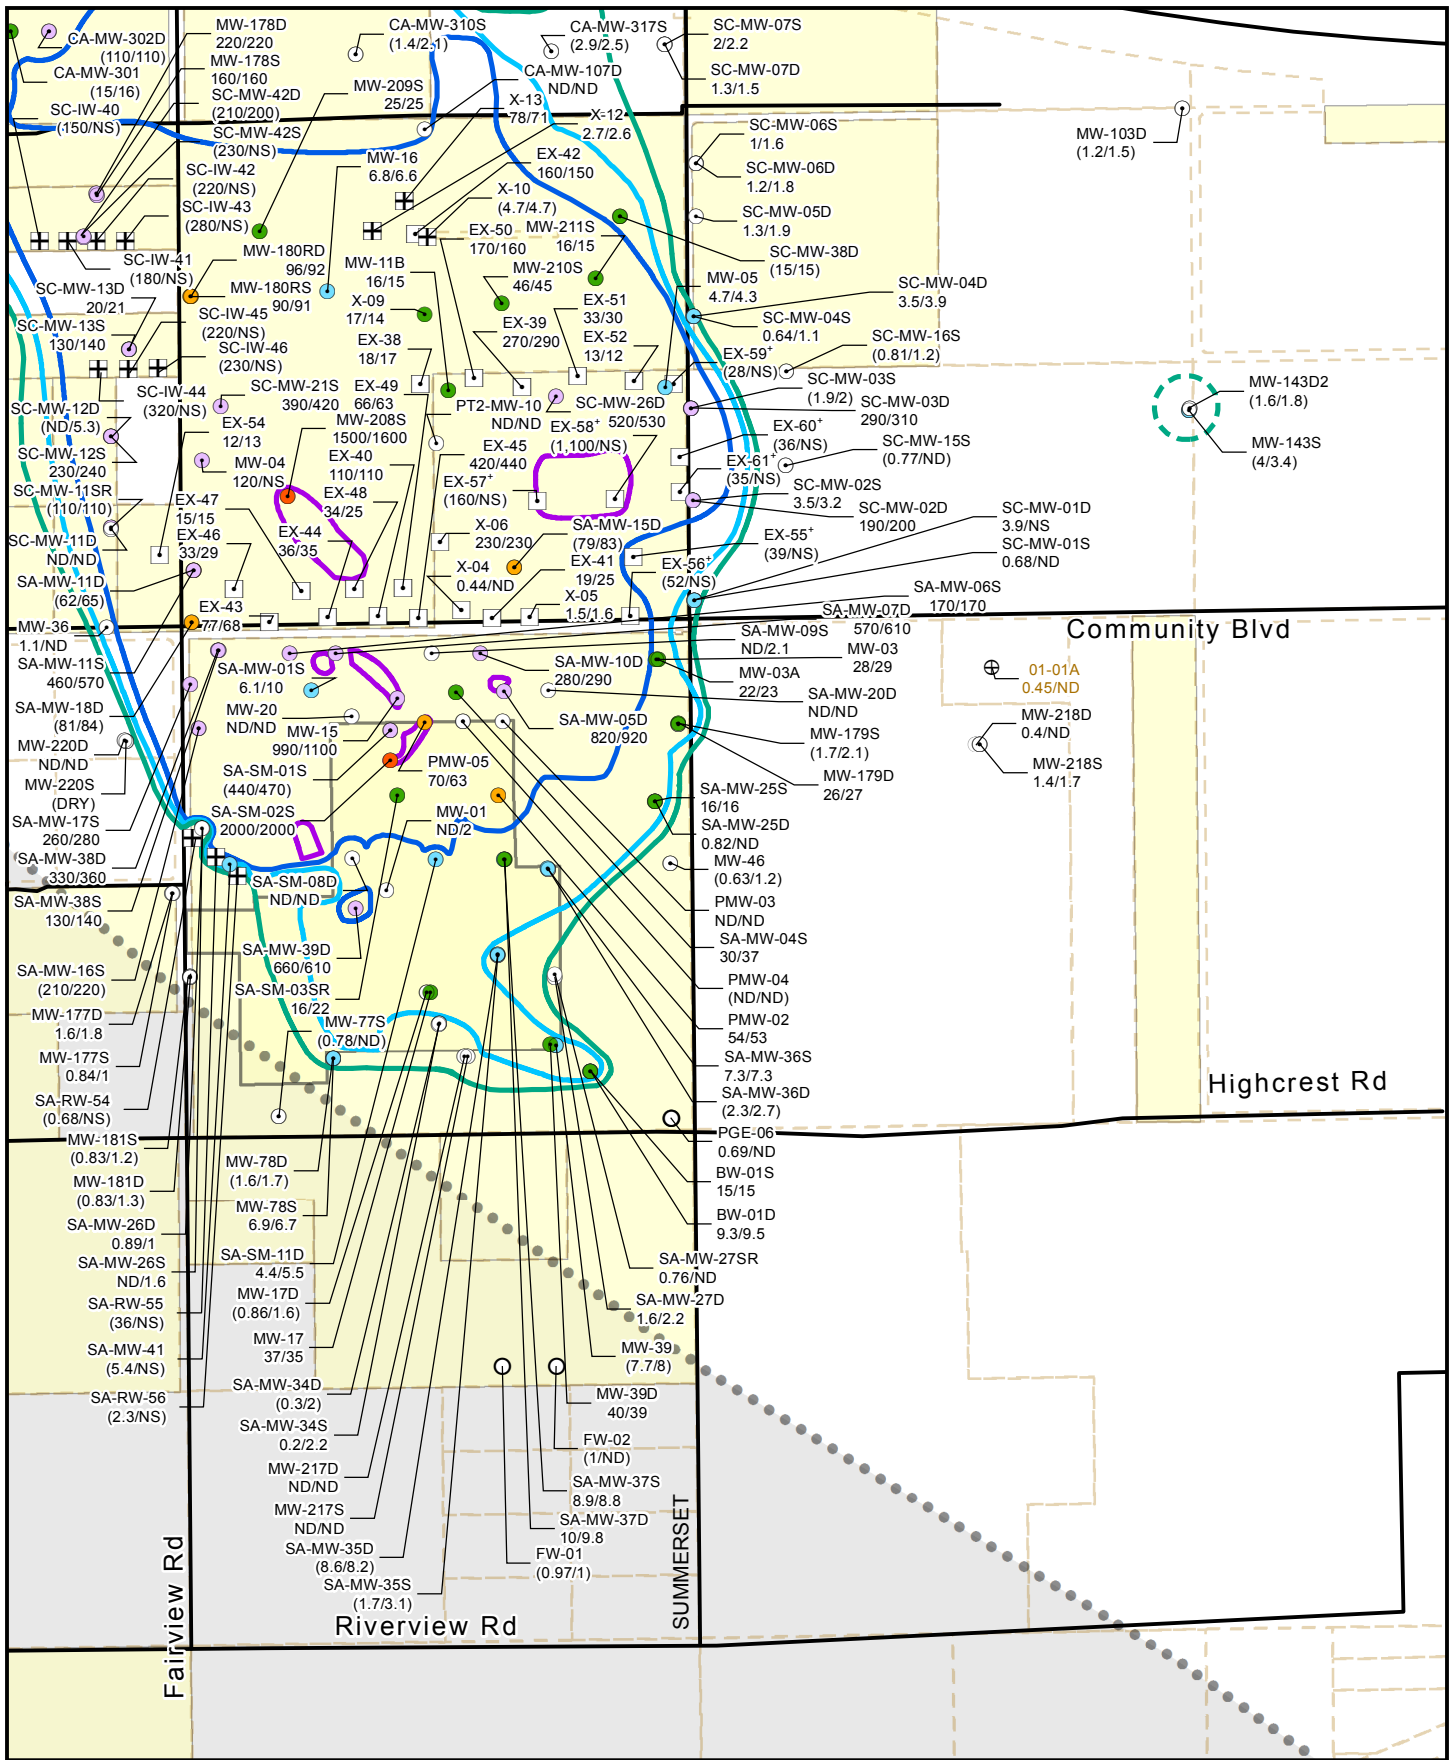 CA-MW-302D
(110/110)
CA-MW-301
(15/16)
SC-IW-40
(150/NS)
MW-178D
220/220
MW-178S
160/160
SC-MW-42D
(210/200)
SC-MW-42S
(230/NS)
SC-IW-42
(220/NS)
SC-IW-43
(280/NS)
SC-IW-41
(180/NS)
CA-MW-310S
(1.4/2.1)
CA-MW-317S
(2.9/2.5)
MW-209S
25/25
CA-MW-107D
ND/ND
X-13
78/71
X-12
2.7/2.6
MW-16
6.8/6.6
EX-42
160/150
X-10
(4.7/4.7)
EX-50
170/160
MW-211S
16/15
SC-MW-07S
2/2.2
SC-MW-07D
1.3/1.5
SC-MW-06S
1/1.6
SC-MW-06D
1.2/1.8
SC-MW-05D
1.3/1.9
SC-MW-38D
(15/15)
MW-103D
(1.2/1.5)
MW-180RD
96/92
MW-180RS
90/91
MW-11B
16/15
MW-210S
46/45
MW-05
4.7/4.3
SC-MW-04D
3.5/3.9
SC-MW-04S
0.64/1.1
SC-MW-16S
(0.81/1.2)
SC-MW-13D
20/21
SC-MW-13S
130/140
SC-IW-45
(220/NS)
SC-IW-46
(230/NS)
X-09
17/14
EX-38
18/17
EX-39
270/290
EX-51
33/30
EX-52
13/12
EX-59+
(28/NS)
SC-MW-03S
(1.9/2)
SC-MW-03D
290/310
MW-143D2
(1.6/1.8)
MW-143S
(4/3.4)
SC-IW-44
(320/NS)
SC-MW-21S
390/420
EX-49
66/63
PT2-MW-10
ND/ND
SC-MW-26D
520/530
SC-MW-12D
(ND/5.3)
SC-MW-12S
230/240
EX-54
12/13
MW-208S
1500/1600
EX-58+
(1,100/NS)
EX-60+
(36/NS)
SC-MW-15S
(0.77/ND)
MW-04
120/NS
EX-40
110/110
EX-45
420/440
EX-57+
(160/NS)
EX-61+
(35/NS)
SC-MW-02S
3.5/3.2
SC-MW-02D
190/200
SC-MW-11SR
(110/110)
SC-MW-11D
ND/ND
EX-47
15/15
EX-46
33/29
EX-48
34/25
EX-44
36/35
X-06
230/230
SA-MW-15D
(79/83)
EX-55+
(39/NS)
SC-MW-01D
3.9/NS
SC-MW-01S
0.68/ND
SA-MW-11D
(62/65)
X-04
0.44/ND
EX-41
19/25
X-05
1.5/1.6
EX-56+
(52/NS)
EX-43
77/68
SA-MW-06S
170/170
SA-MW-07D
570/610
Community Blvd
MW-36
1.1/ND
SA-MW-11S
460/570
SA-MW-18D
(81/84)
MW-220D
ND/ND
MW-220S
(DRY)
SA-MW-17S
260/280
SA-MW-38D
330/360
SA-MW-38S
130/140
SA-MW-09S
ND/2.1
MW-03
28/29
MW-03A
22/23
SA-MW-01S
6.1/10
SA-MW-10D
280/290
SA-MW-20D
ND/ND
MW-20
ND/ND
MW-15
990/1100
SA-MW-05D
820/920
MW-179S
(1.7/2.1)
MW-179D
26/27
01-01A
0.45/ND
MW-218D
0.4/ND
MW-218S
1.4/1.7
SA-SM-01S
(440/470)
PMW-05
70/63
SA-SM-02S
2000/2000
MW-01
ND/2
SA-MW-25S
16/16
SA-MW-25D
0.82/ND
MW-46
(0.63/1.2)
SA-SM-08D
ND/ND
PMW-03
ND/ND
SA-MW-04S
30/37
PMW-04
(ND/ND)
PMW-02
54/53
SA-MW-39D
660/610
SA-SM-03SR
16/22
MW-77S
(0.78/ND)
SA-MW-36S
7.3/7.3
SA-MW-36D
(2.3/2.7)
Highcrest Rd
PGE-06
0.69/ND
BW-01S
15/15
BW-01D
9.3/9.5
SA-MW-16S
(210/220)
MW-177D
1.6/1.8
MW-177S
0.84/1
SA-RW-54
(0.68/NS)
MW-181S
(0.83/1.2)
MW-181D
(0.83/1.3)
SA-MW-26D
0.89/1
SA-MW-26S
ND/1.6
SA-RW-55
(36/NS)
SA-MW-41
(5.4/NS)
SA-RW-56
(2.3/NS)
MW-78D
(1.6/1.7)
MW-78S
6.9/6.7
SA-SM-11D
4.4/5.5
MW-17D
(0.86/1.6)
MW-17
37/35
SA-MW-34D
(0.3/2)
SA-MW-34S
0.2/2.2
MW-217D
ND/ND
MW-217S
ND/ND
SA-MW-35D
(8.6/8.2)
SA-MW-35S
(1.7/3.1)
SA-MW-27SR
0.76/ND
SA-MW-27D
1.6/2.2
MW-39
(7.7/8)
MW-39D
40/39
FW-02
(1/ND)
SA-MW-37S
8.9/8.8
SA-MW-37D
10/9.8
FW-01
(0.97/1)
Fairview Rd
SUMMERSET
Riverview Rd